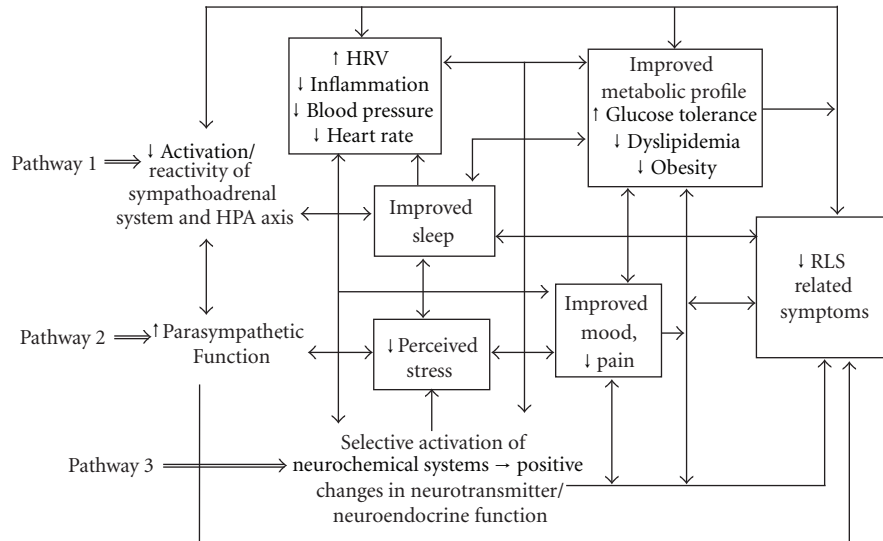 ↑ HRV
↓ Inflammation
↓ Blood pressure
↓ Heart rate
Improved
metabolic profile
↑ Glucose tolerance
↓ Dyslipidemia
↓ Obesity
Pathway 1
↓ Activation/
reactivity of
sympathoadrenal
system and HPA axis
Improved
sleep
↓ RLS
related
symptoms
Pathway 2
↑ Parasympathetic
Function
↓ Perceived
stress
Improved
mood,
↓ pain
Pathway 3
Selective activation of
neurochemical systems → positive
changes in neurotransmitter/
neuroendocrine function